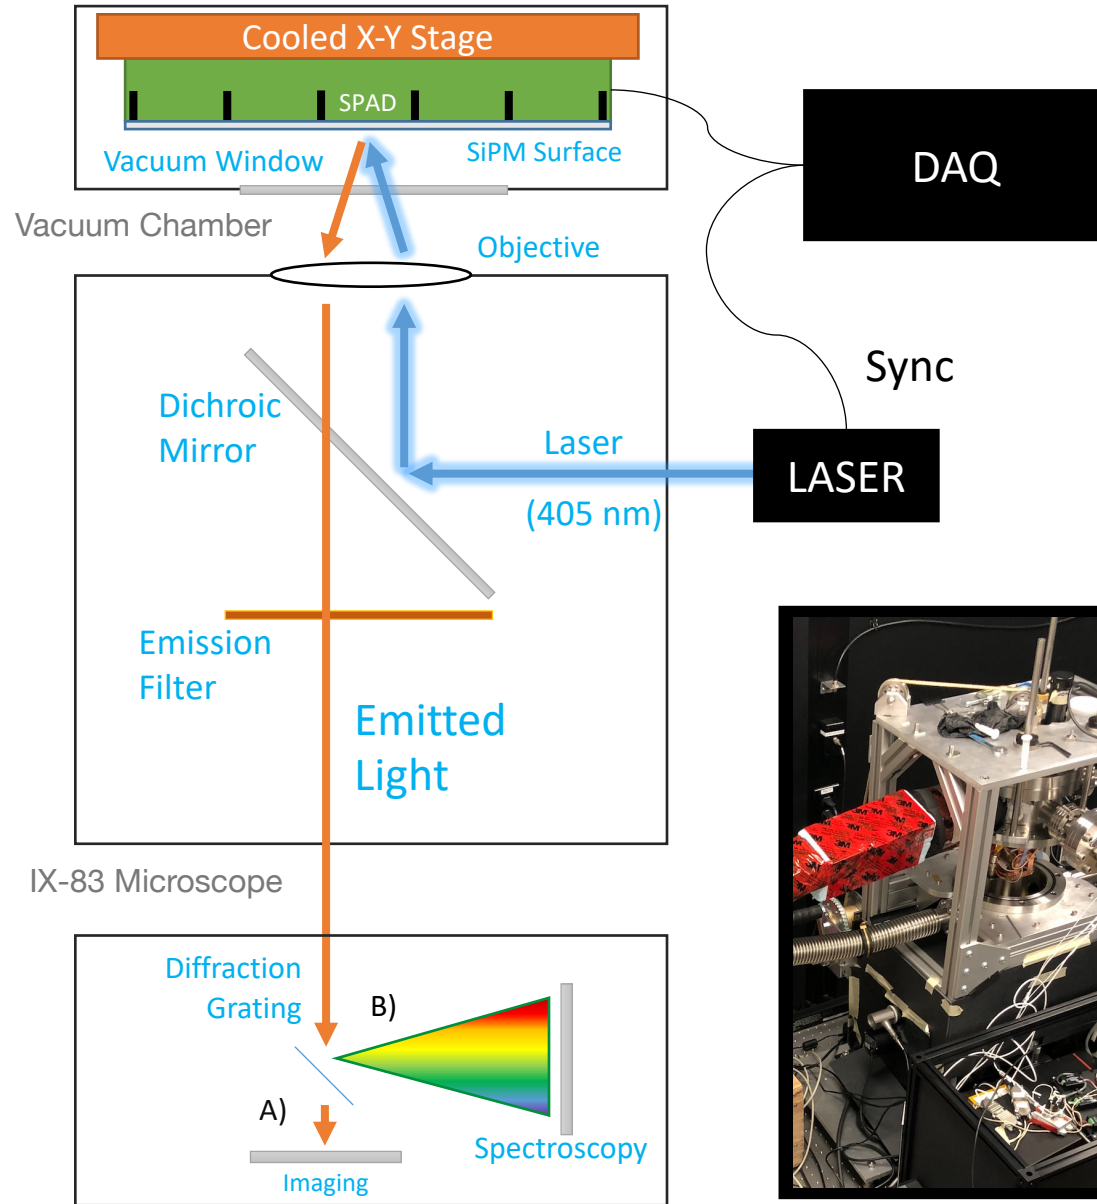 Cooled X-Y Stage
SPAD
Vacuum Window
SiPM Surface
Vacuum Chamber
Objective
DAQ
Sync
Dichroic
Mirror
Laser
(405 nm)
LASER
Emission
Filter
Emitted
Light
IX-83 Microscope
Diffraction
Grating
B)
A)
Spectroscopy
Imaging
3M